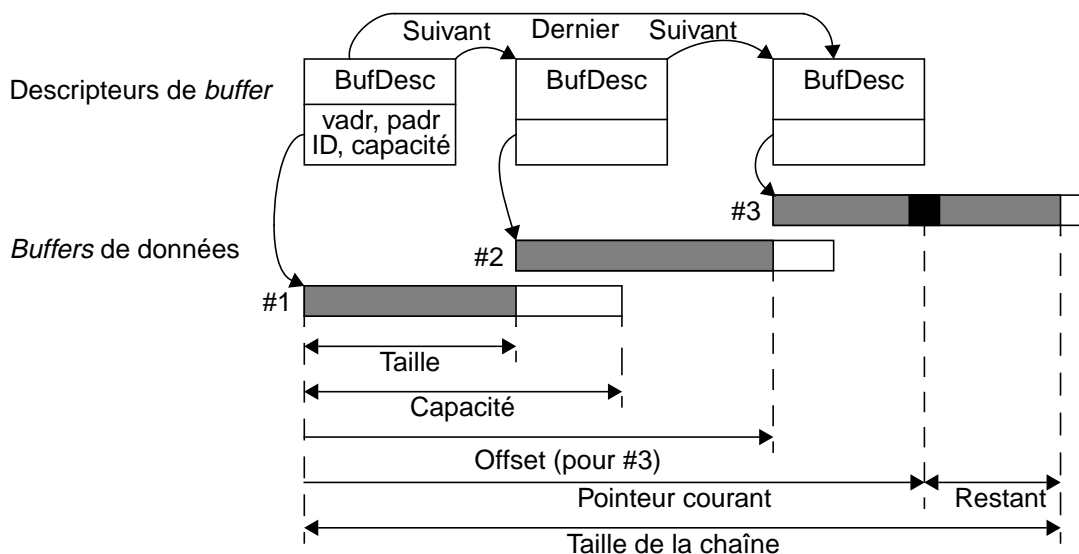 Suivant Dernier Suivant
BufDesc BufDesc BufDesc
Descripteurs de buffer
vadr, padr
ID, capacité
#3
Buffers de données
#2
#1
Taille
Capacité
Offset (pour #3)
Pointeur courant Restant
Taille de la chaîne